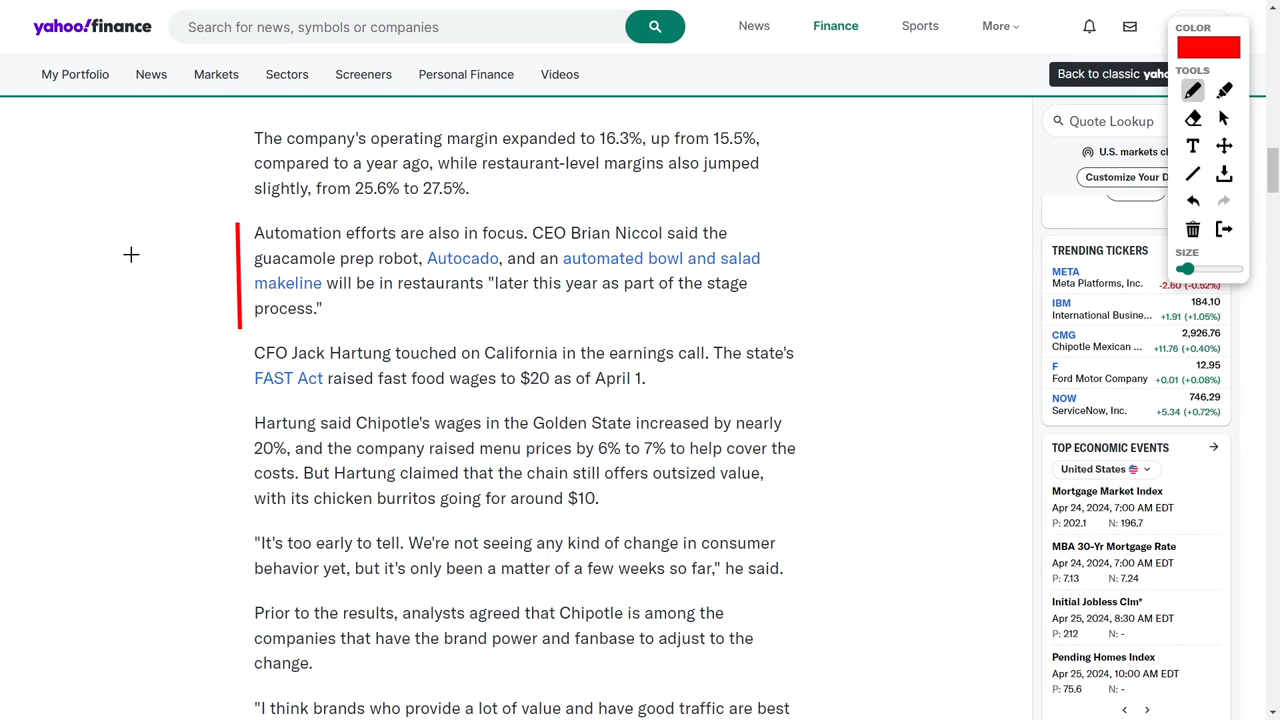 yahoo!finance
Search for news, symbols or companies
News
Finance
Sports
More
My Portfolio
News
Markets
Sectors
Screeners
Personal Finance
Videos
Back to classic
COLOR
TOOLS
T
SIZE
The company's operating margin expanded to 16.3%, up from 15.5%,
compared to a year ago, while restaurant-level margins also jumped
slightly, from 25.6% to 27.5%.
Automation efforts are also in focus. CEO Brian Niccol said the
guacamole prep robot, Autocado, and an automated bowl and salad
makeline will be in restaurants "later this year as part of the stage
process."
CFO Jack Hartung touched on California in the earnings call. The state's
FAST Act raised fast food wages to $20 as of April 1.
Hartung said Chipotle's wages in the Golden State increased by nearly
20%, and the company raised menu prices by 6% to 7% to help cover the
costs. But Hartung claimed that the chain still offers outsized value,
with its chicken burritos going for around $10.
"It's too early to tell. We're not seeing any kind of change in consumer
behavior yet, but it's only been a matter of a few weeks so far," he said.
Prior to the results, analysts agreed that Chipotle is among the
companies that have the brand power and fanbase to adjust to the
change.
"I think brands who provide a lot of value and have good traffic are best
Quote Lookup
U.S. markets
Customize Your
TRENDING TICKERS
META
Meta Platforms, Inc. -2.60 (-0.52%)
IBM 184.10
International Busine... +1.91 (+1.05%)
CMG 2,926.76
Chipotle Mexican ... +11.76 (+0.40%)
F 12.95
Ford Motor Company +0.01 (+0.08%)
NOW 746.29
ServiceNow, Inc. +5.34 (+0.72%)
TOP ECONOMIC EVENTS
United States
Mortgage Market Index
Apr 24, 2024, 7:00 AM EDT
P: 202.1 N: 196.7
MBA 30-Yr Mortgage Rate
Apr 24, 2024, 7:00 AM EDT
P: 7.13 N: 7.24
Initial Jobless Clm*
Apr 25, 2024, 8:30 AM EDT
P: 212 N: -
Pending Homes Index
Apr 25, 2024, 10:00 AM EDT
P: 75.6 N: -